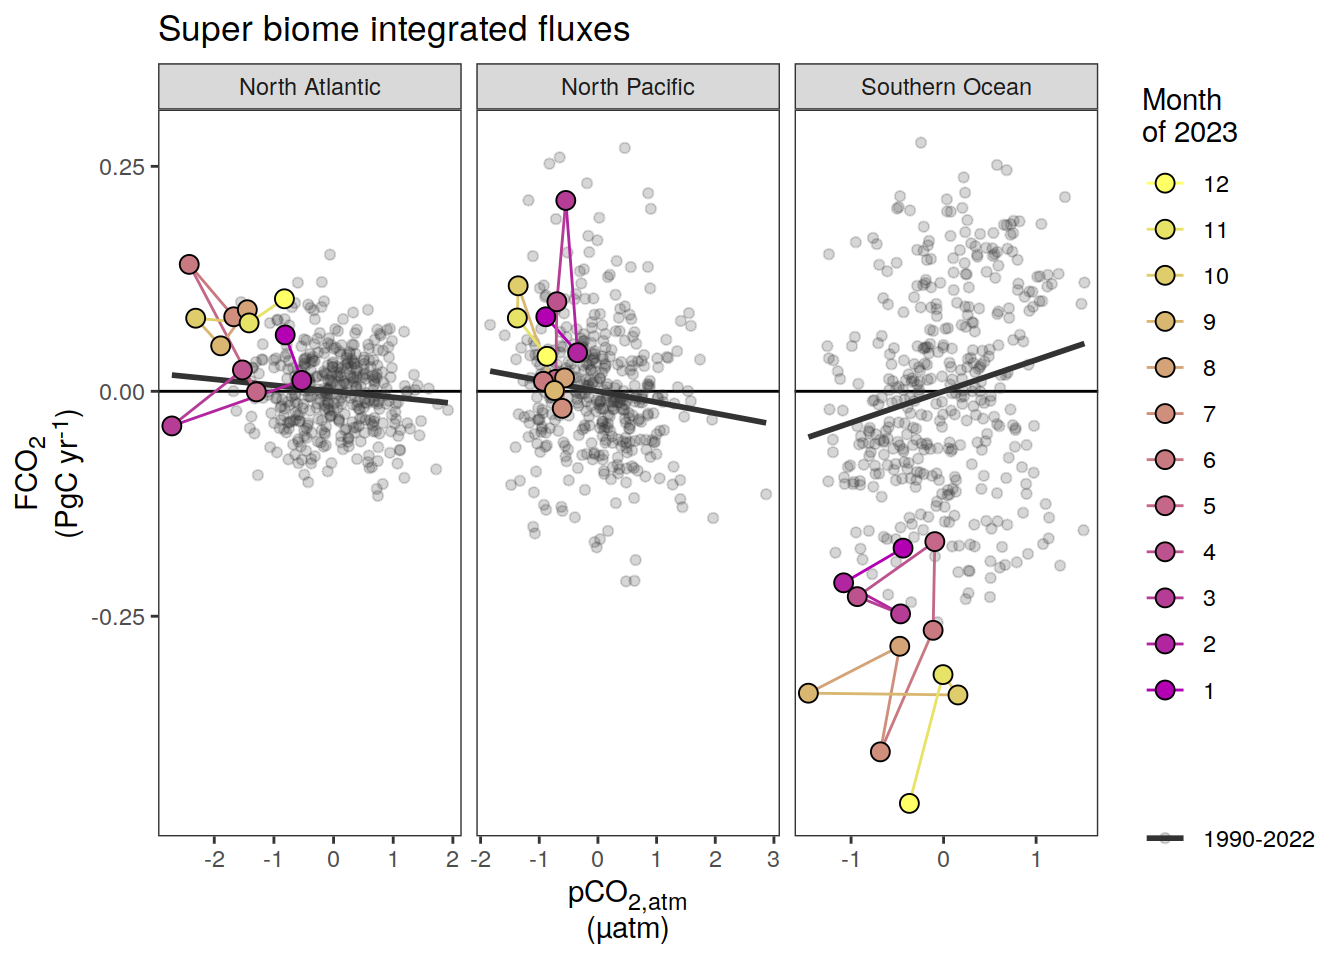 Super biome integrated fluxes
North Atlantic
North Pacific
Southern Ocean
0.25
0.00
-0.25
FCO2
(PgC yr-1)
-2 -1 0 1 2
-2 -1 0 1 2 3
-1 0 1
pCO2,atm
(µatm)
Month
of 2023
12
11
10
9
8
7
6
5
4
3
2
1
1990-2022